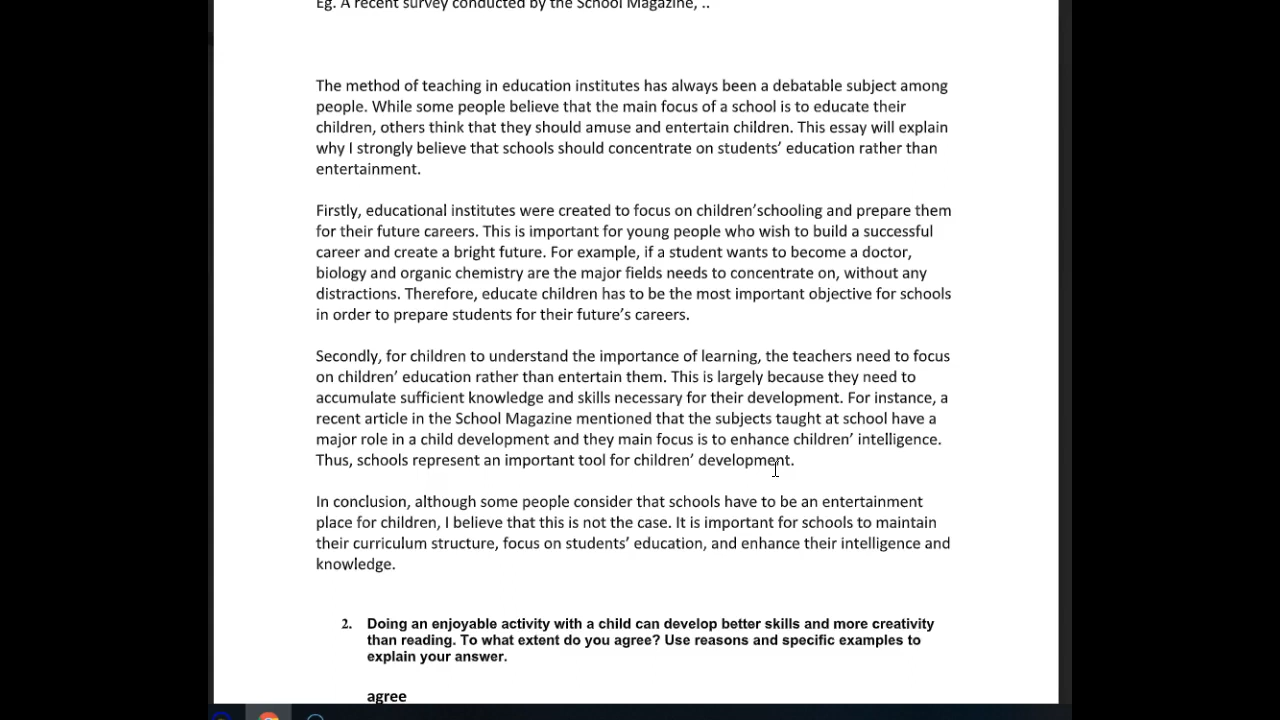 Eg. A recent survey conducted by the School Magazine, ..
The method of teaching in education institutes has always been a debatable subject among
people. While some people believe that the main focus of a school is to educate their
children, others think that they should amuse and entertain children. This essay will explain
why I strongly believe that schools should concentrate on students’ education rather than
entertainment.
Firstly, educational institutes were created to focus on children’schooling and prepare them
for their future careers. This is important for young people who wish to build a successful
career and create a bright future. For example, if a student wants to become a doctor,
biology and organic chemistry are the major fields needs to concentrate on, without any
distractions. Therefore, educate children has to be the most important objective for schools
in order to prepare students for their future’s careers.
Secondly, for children to understand the importance of learning, the teachers need to focus
on children’ education rather than entertain them. This is largely because they need to
accumulate sufficient knowledge and skills necessary for their development. For instance, a
recent article in the School Magazine mentioned that the subjects taught at school have a
major role in a child development and they main focus is to enhance children’ intelligence.
Thus, schools represent an important tool for children’ development.
In conclusion, although some people consider that schools have to be an entertainment
place for children, I believe that this is not the case. It is important for schools to maintain
their curriculum structure, focus on students’ education, and enhance their intelligence and
knowledge.
2. Doing an enjoyable activity with a child can develop better skills and more creativity
than reading. To what extent do you agree? Use reasons and specific examples to
explain your answer.
agree